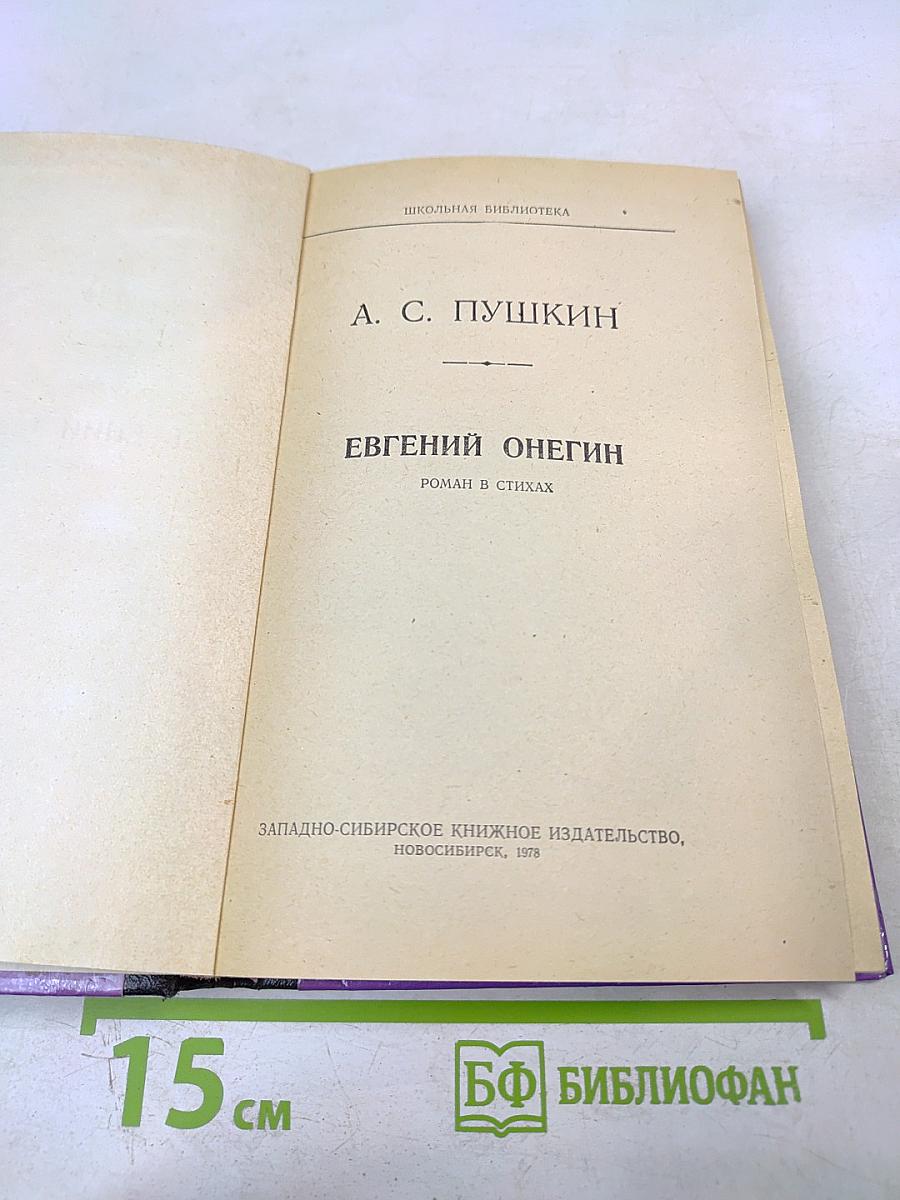 ШКОЛЬНАЯ БИБЛИОТЕКА
А. С. ПУШКИН
ЕВГЕНИЙ ОНЕГИН
РОМАН В СТИХАХ
ЗАПАДНО-СИБИРСКОЕ КНИЖНОЕ ИЗДАТЕЛЬСТВО,
НОВОСИБИРСК, 1978
15 см
БФ БИБЛИОФАН